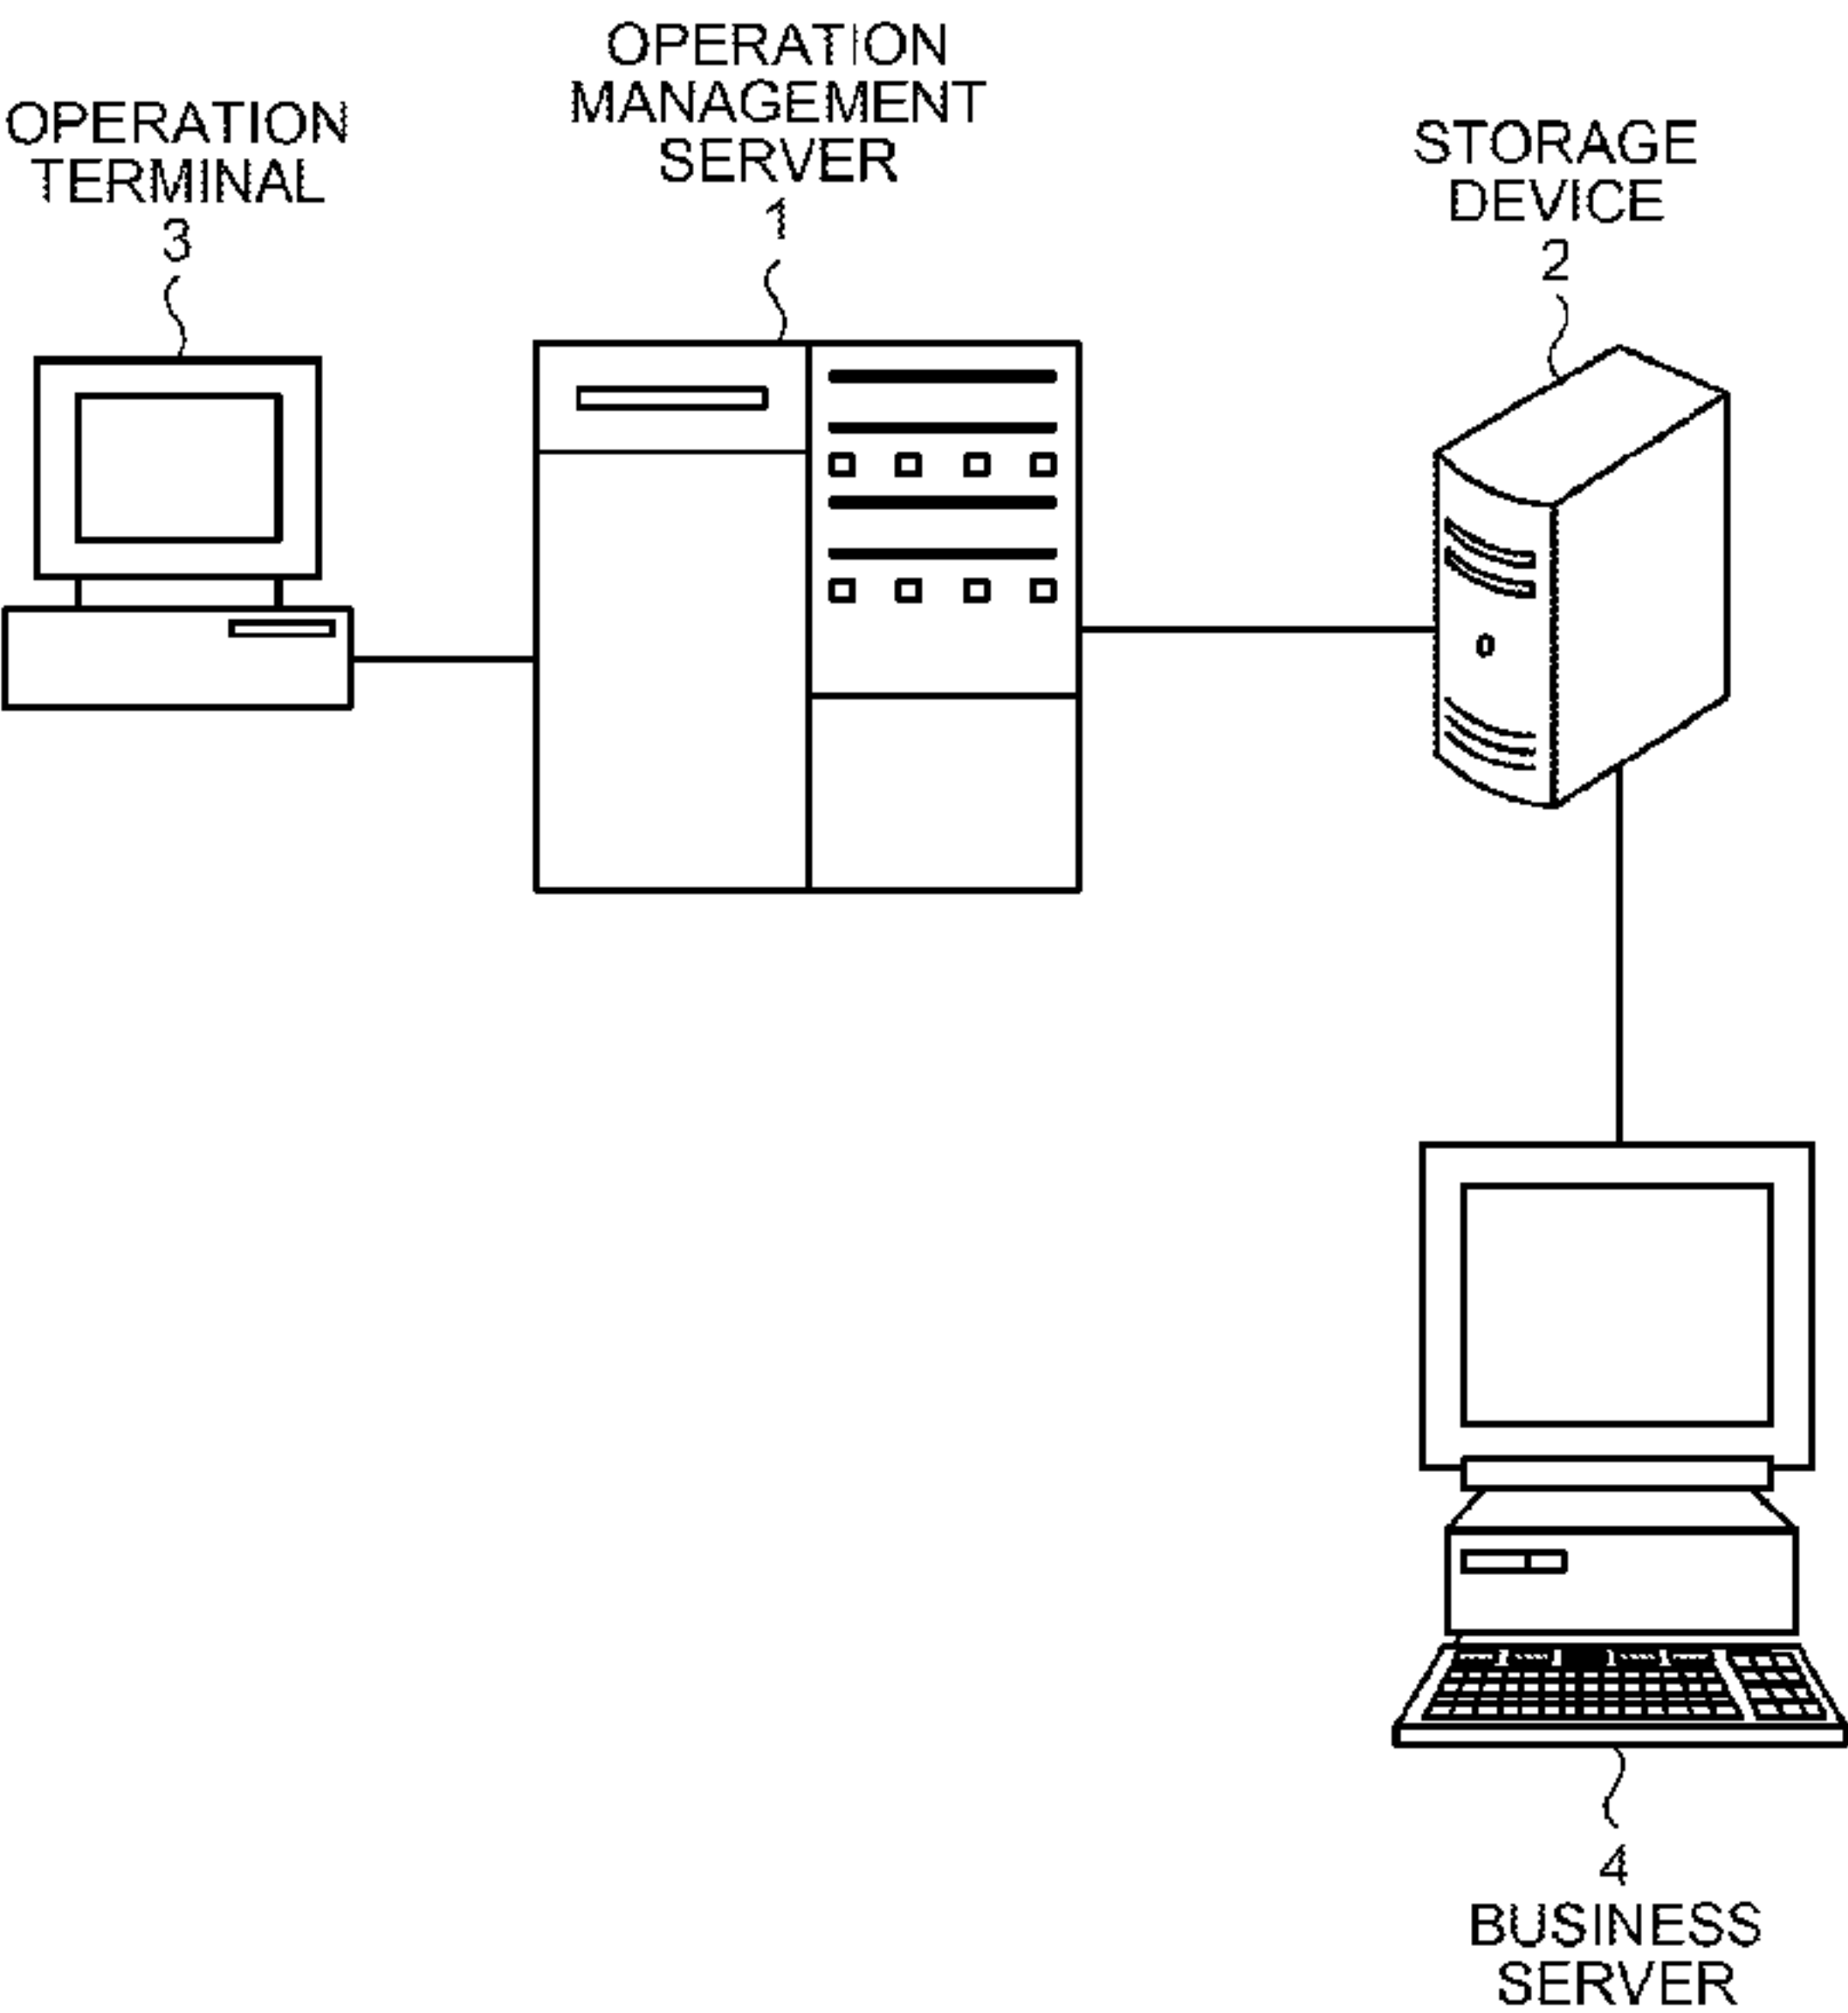 OPERATION
TERMINAL
3
OPERATION
MANAGEMENT
SERVER
1
STORAGE
DEVICE
2
4
BUSINESS
SERVER